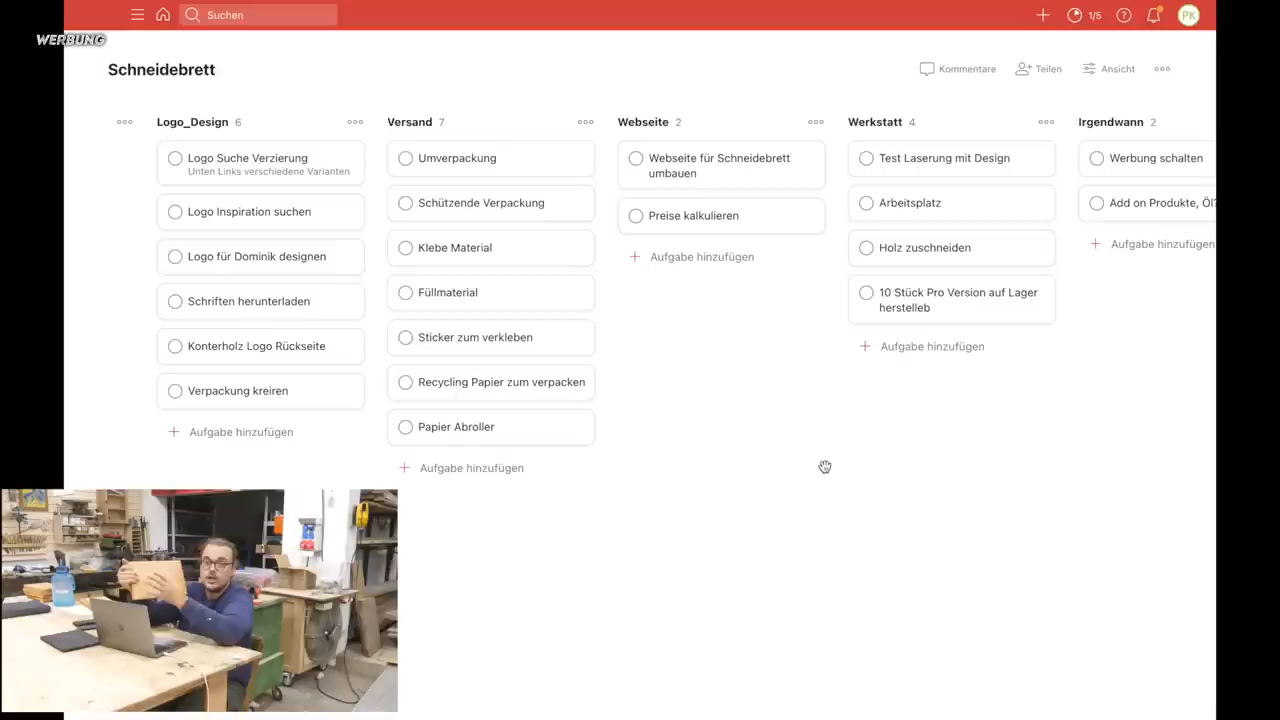 Suchen
1/5
PK
WERBUNG
Schneidebrett
Kommentare
Teilen
Ansicht
Logo_Design 6
Logo Suche Verzierung
Unten Links verschiedene Varianten
Logo Inspiration suchen
Logo für Dominik designen
Schriften herunterladen
Konterholz Logo Rückseite
Verpackung kreiren
Aufgabe hinzufügen
Versand 7
Umverpackung
Schützende Verpackung
Klebe Material
Füllmaterial
Sticker zum verkleben
Recycling Papier zum verpacken
Papier Abroller
Aufgabe hinzufügen
Webseite 2
Webseite für Schneidebrett
umbauen
Preise kalkulieren
Aufgabe hinzufügen
Werkstatt 4
Test Laserung mit Design
Arbeitsplatz
Holz zuschneiden
10 Stück Pro Version auf Lager
herstelleb
Aufgabe hinzufügen
Irgendwann 2
Werbung schalten
Add on Produkte, Öl?
Aufgabe hinzufügen